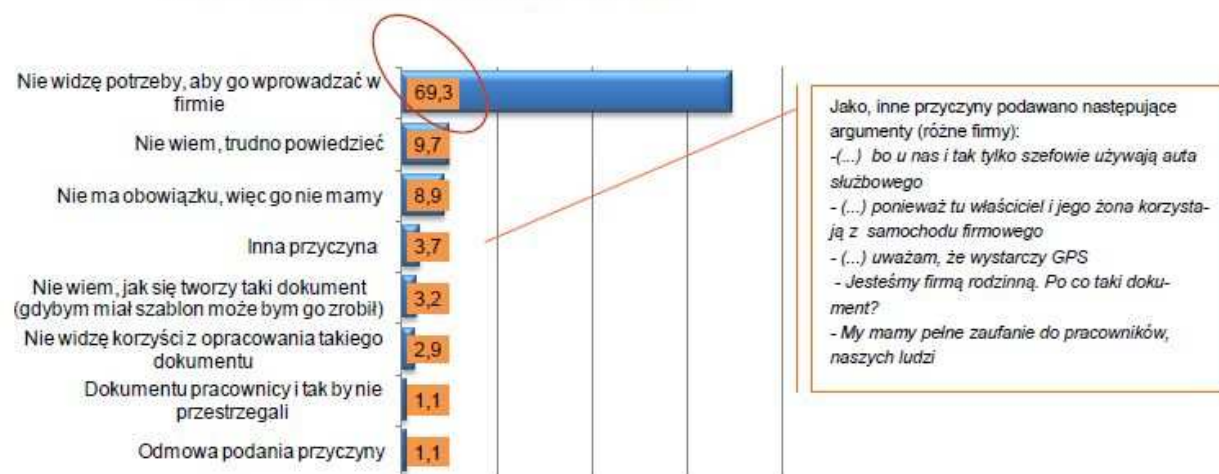 Nie widzę potrzeby, aby go wprowadzać w
firmie
69,3
Nie wiem, trudno powiedzieć
9,7
Nie ma obowiązku, więc go nie mamy
8,9
Inna przyczyna
3,7
Nie wiem, jak się tworzy taki dokument
(gdybym miał szablon może bym go zrobił)
3,2
Nie widzę korzyści z opracowania takiego
dokumentu
2,9
Dokumentu pracownicy i tak by nie
przestrzegali
1,1
Odmowa podania przyczyny
1,1
Jako, inne przyczyny podawano następujące
argumenty (różne firmy):
-(...) bo u nas i tak tylko szefowie używają auta
służbowego
- (...) ponieważ tu właściciel i jego żona korzysta-
ją z samochodu firmowego
- (...) uważam, że wystarczy GPS
- Jesteśmy firmą rodzinną. Po co taki doku-
ment?
- My mamy pełne zaufanie do pracowników,
naszych ludzi